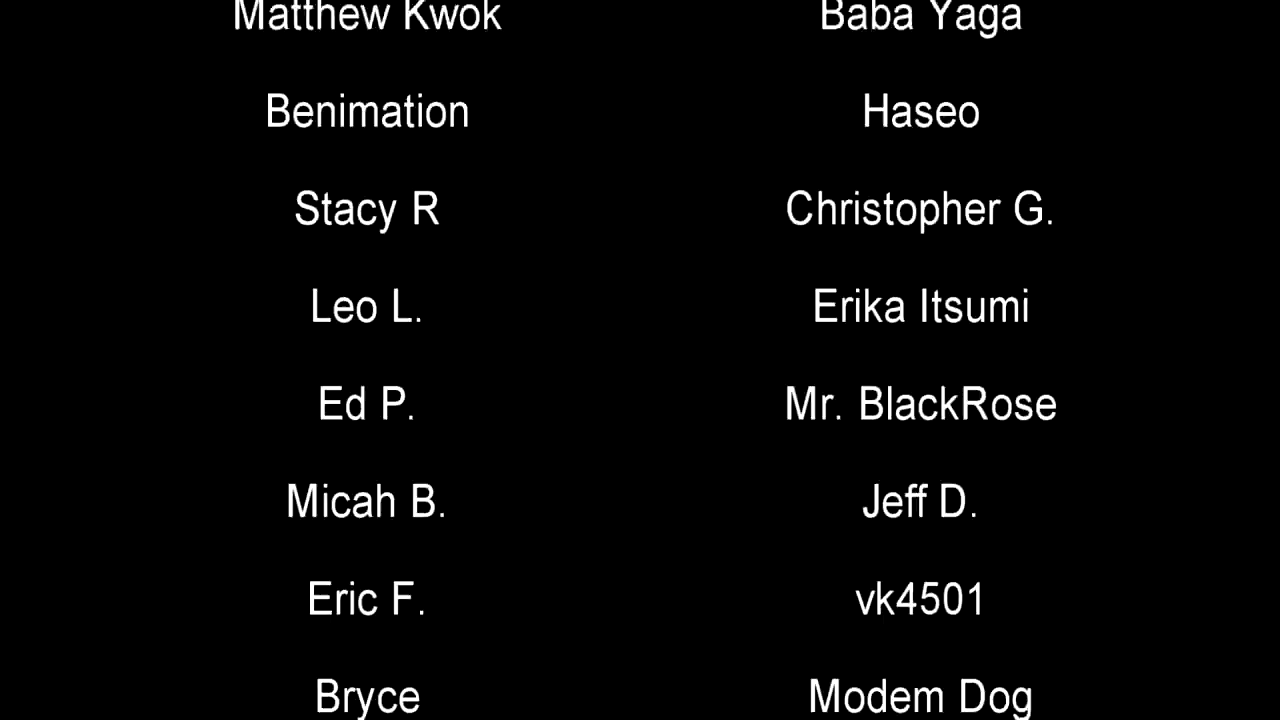 Matthew Kwok Baba Yaga
Benimation Haseo
Stacy R Christopher G.
Leo L. Erika Itsumi
Ed P. Mr. BlackRose
Micah B. Jeff D.
Eric F. vk4501
Bryce Modem Dog